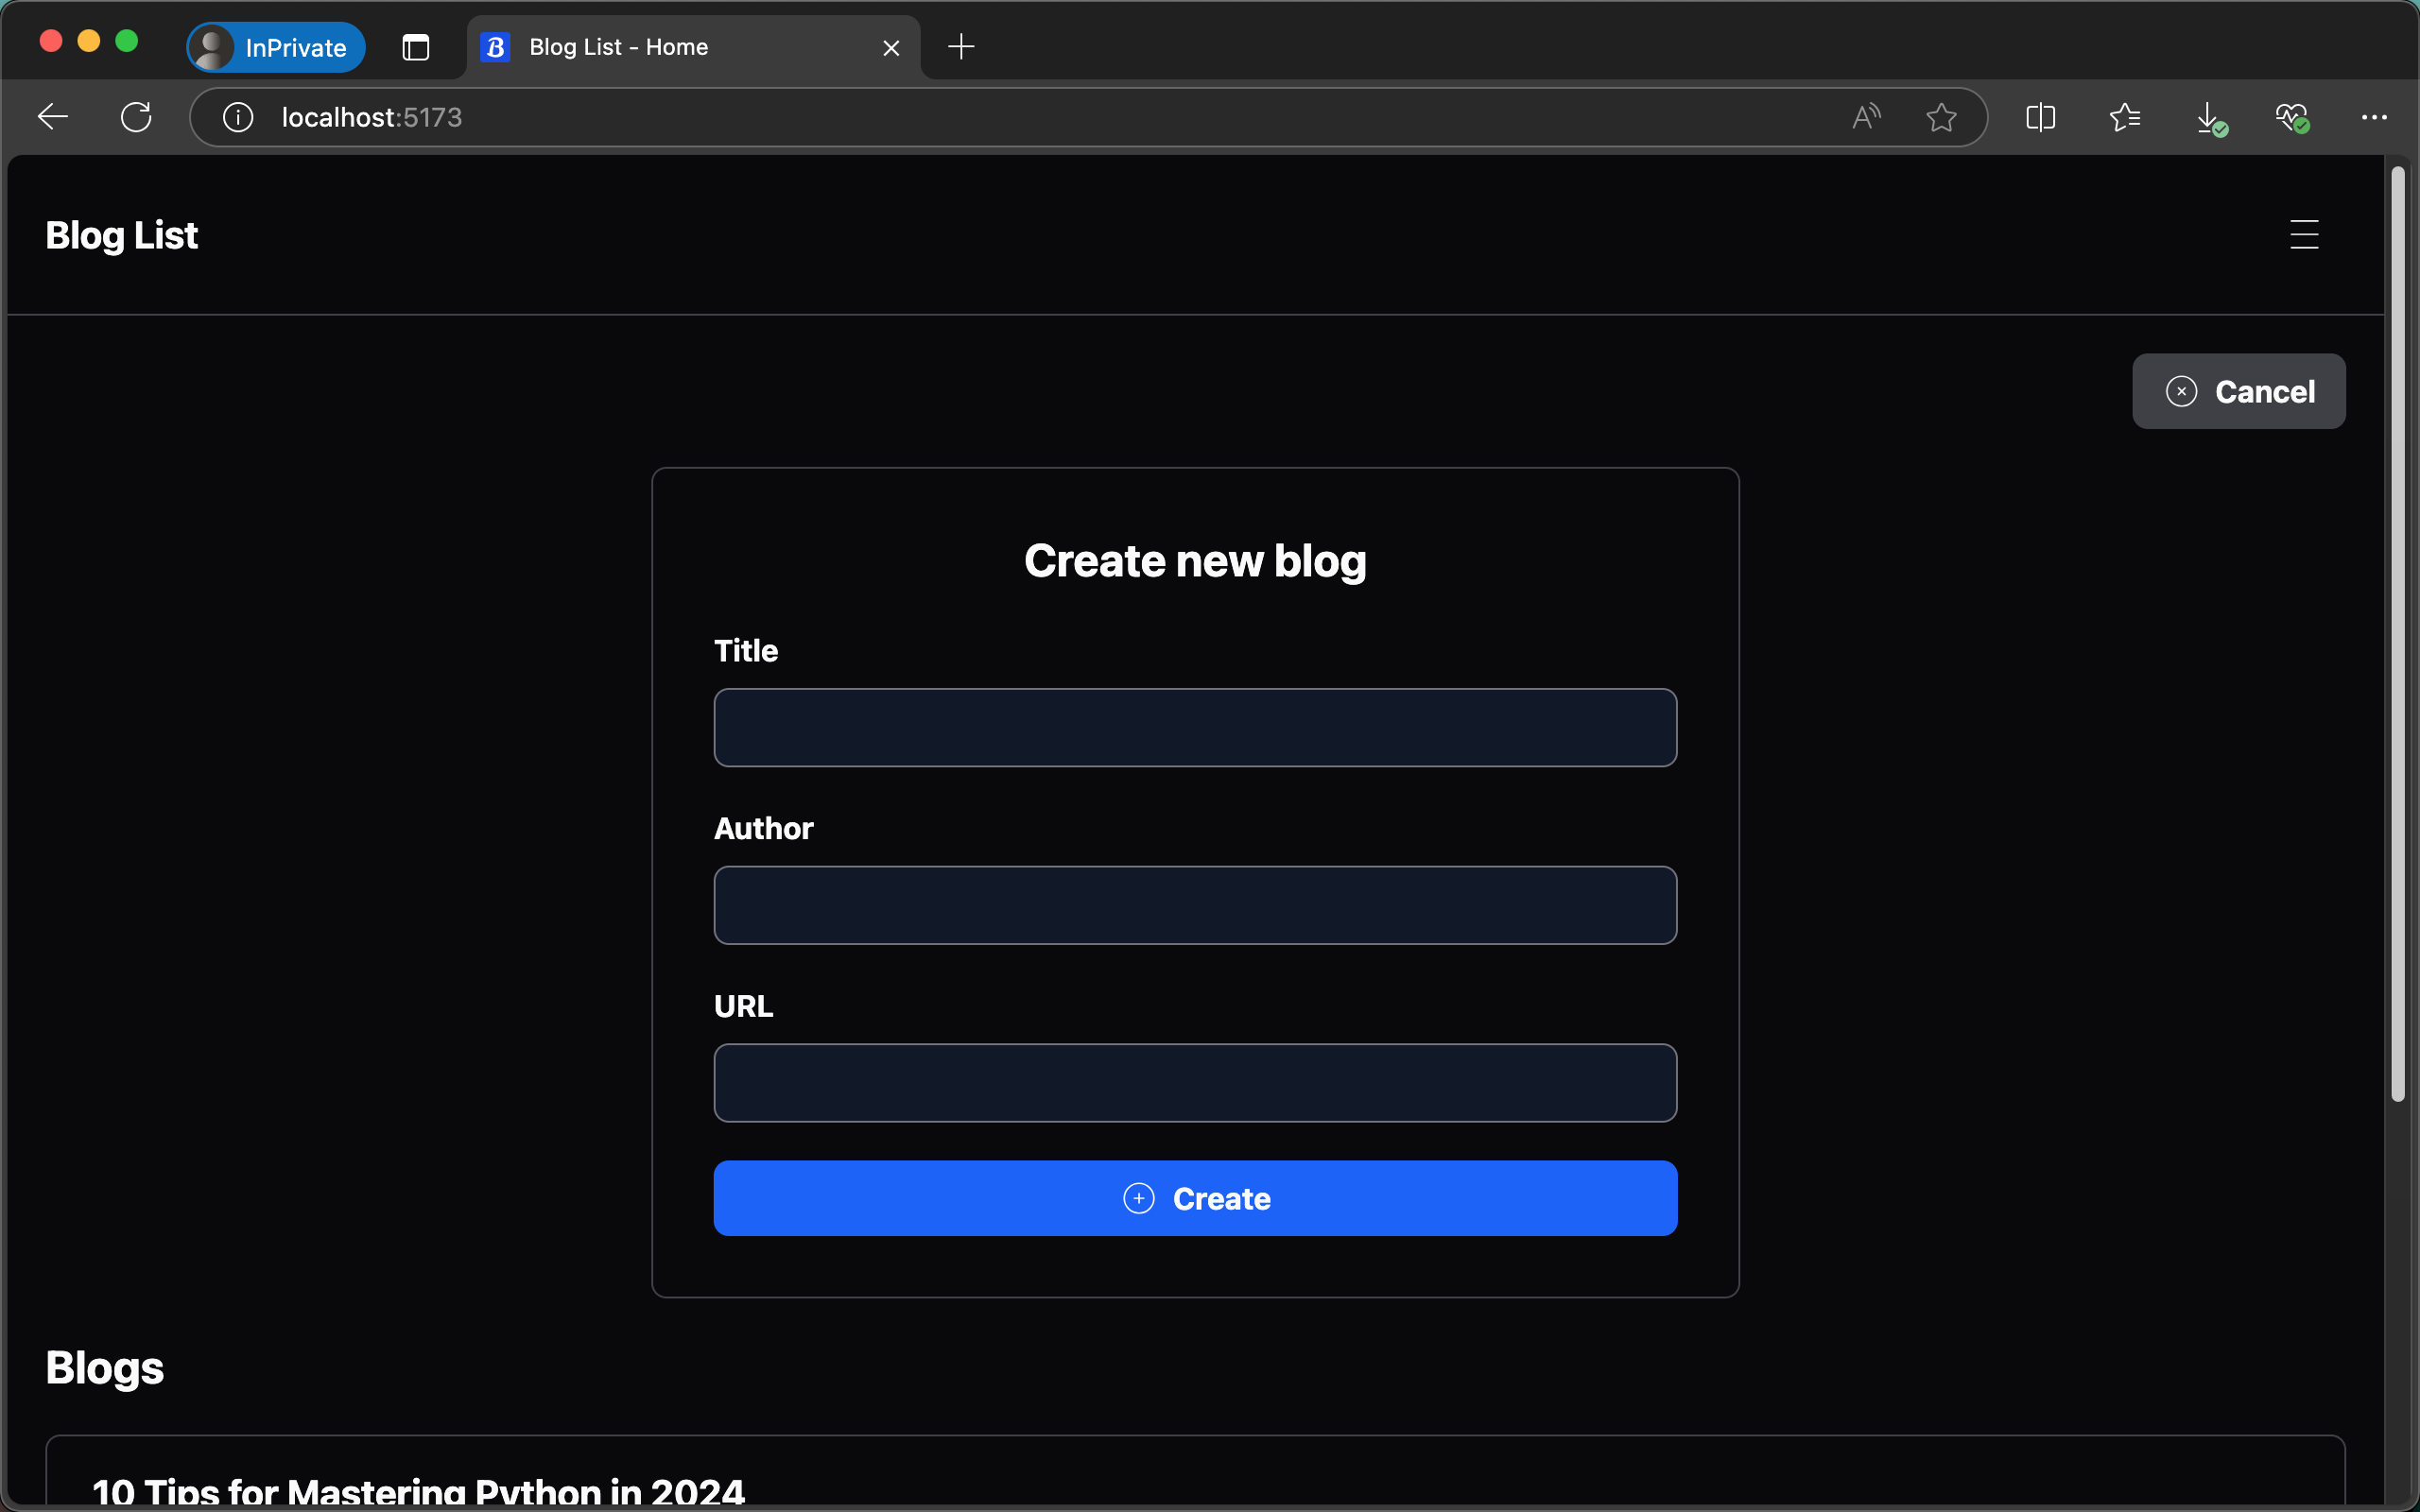 InPrivate
Blog List - Home
localhost:5173
Blog List
Cancel
Create new blog
Title
Author
URL
Create
Blogs
10 Tips for Mastering Python in 2024